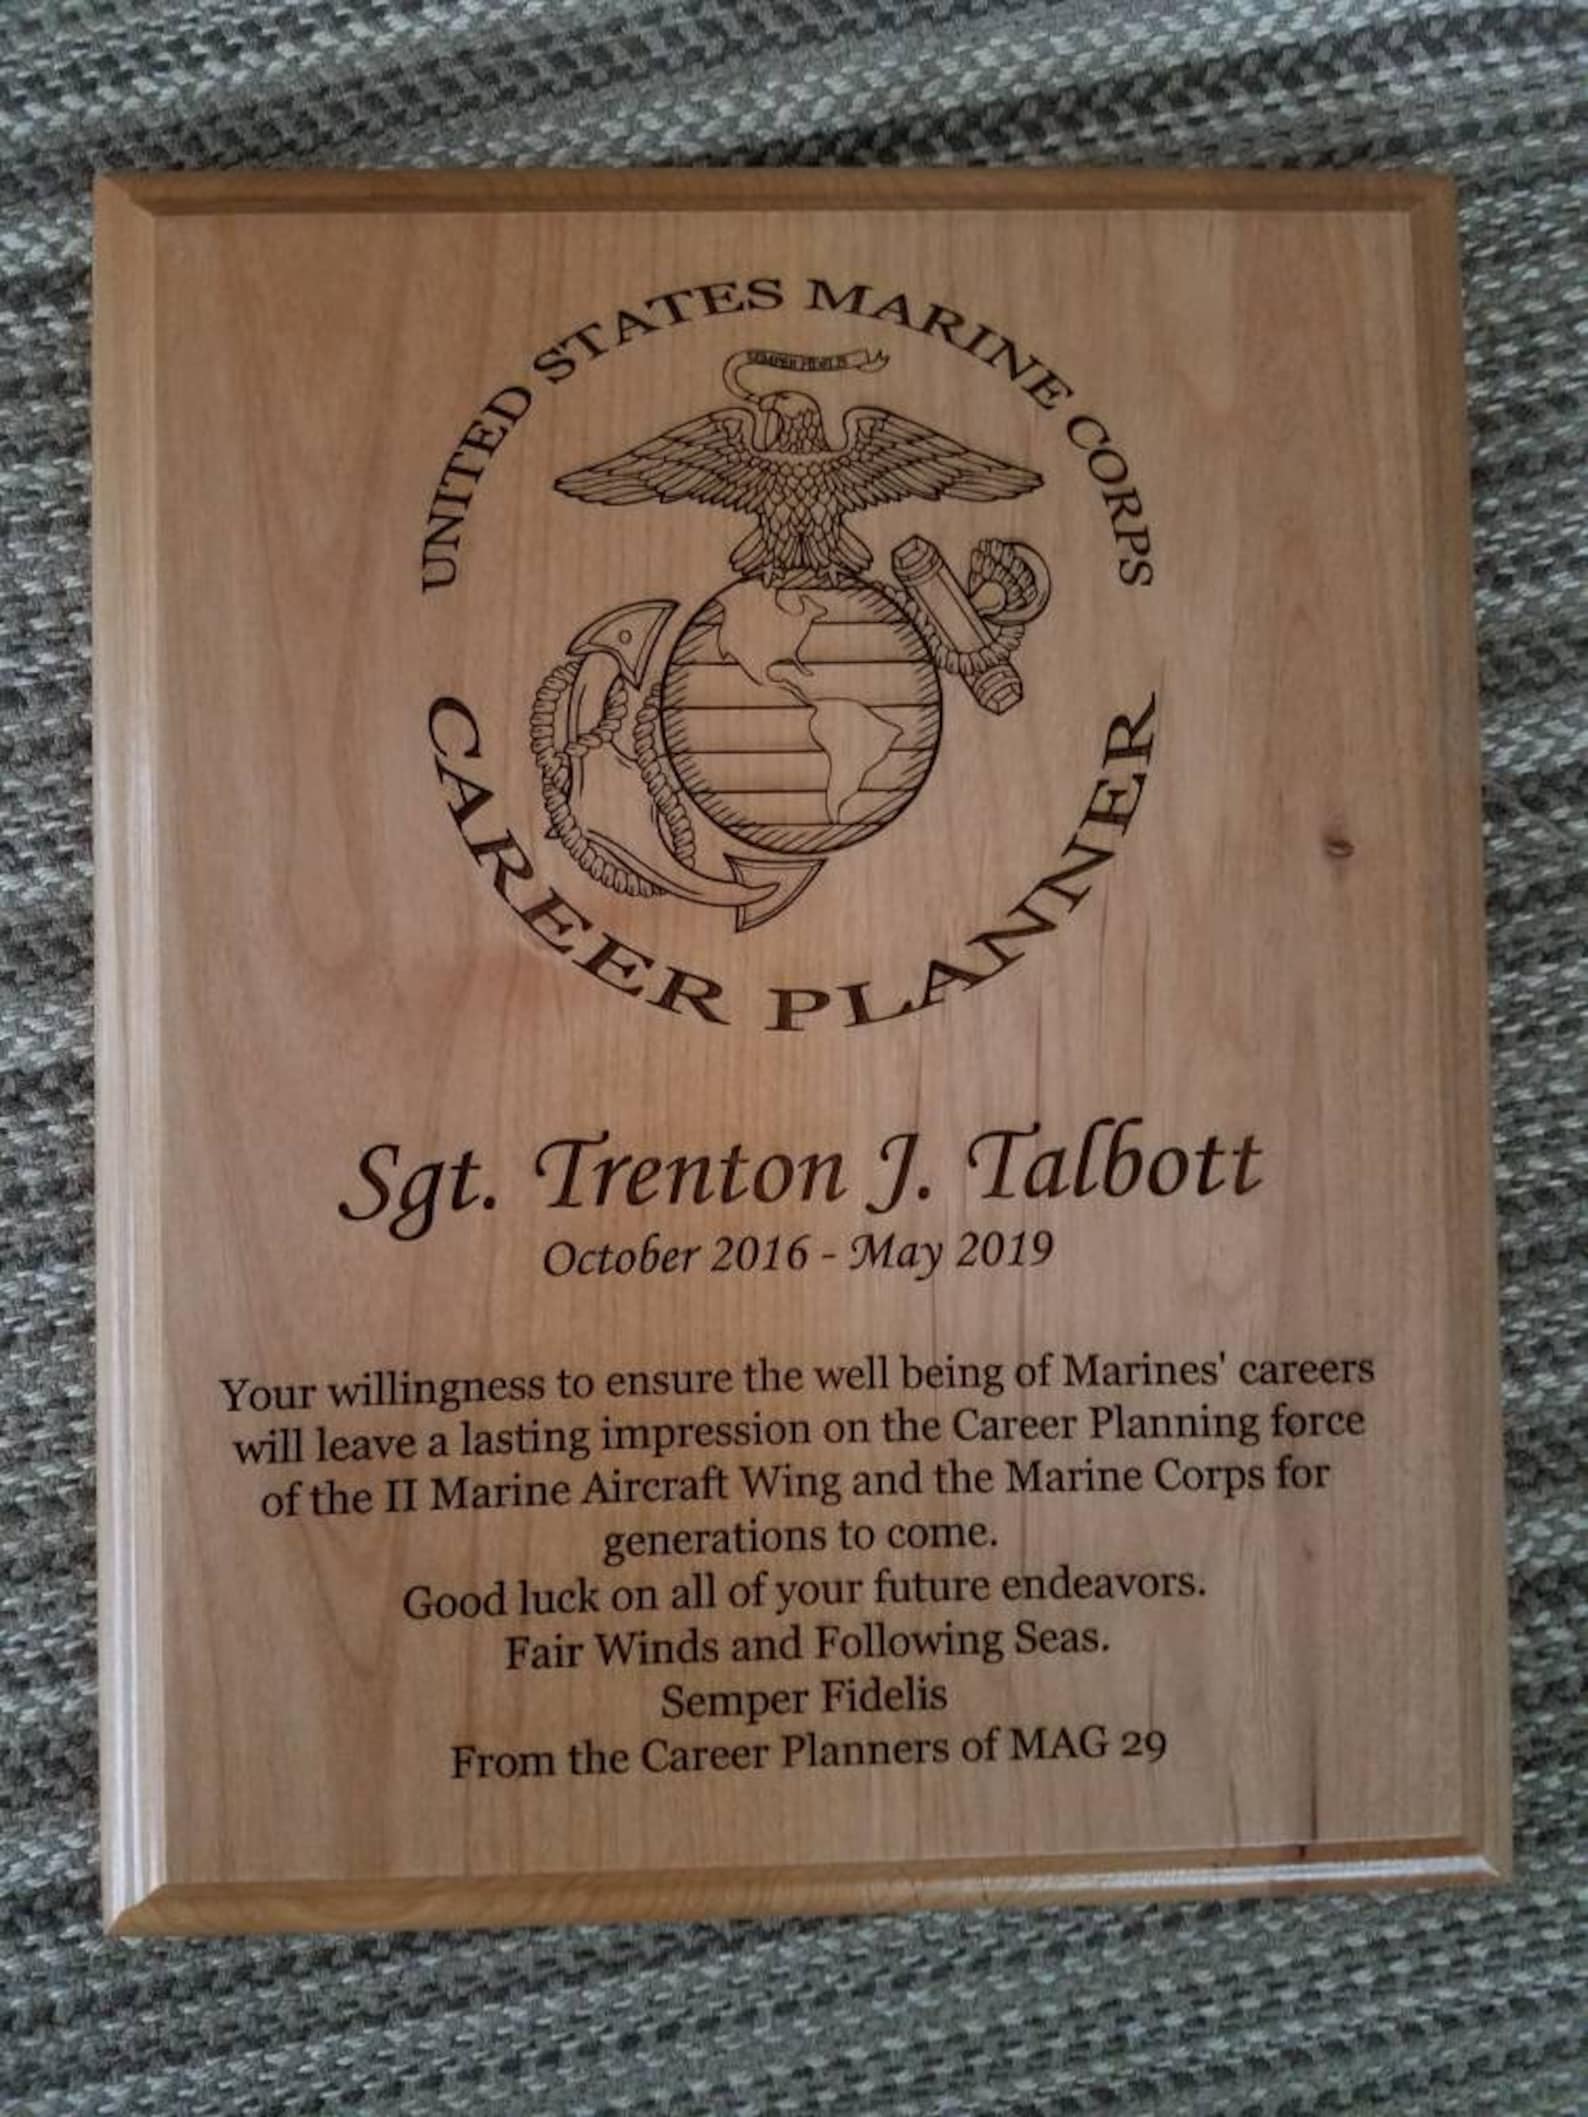 UNITED STATES MARINE CORPS
SEMPER FIDELIS
CAREER PLANNER
Sgt. Trenton J. Talbott
October 2016 - May 2019
Your willingness to ensure the well being of Marines' careers
will leave a lasting impression on the Career Planning force
of the II Marine Aircraft Wing and the Marine Corps for
generations to come.
Good luck on all of your future endeavors.
Fair Winds and Following Seas.
Semper Fidelis
From the Career Planners of MAG 29